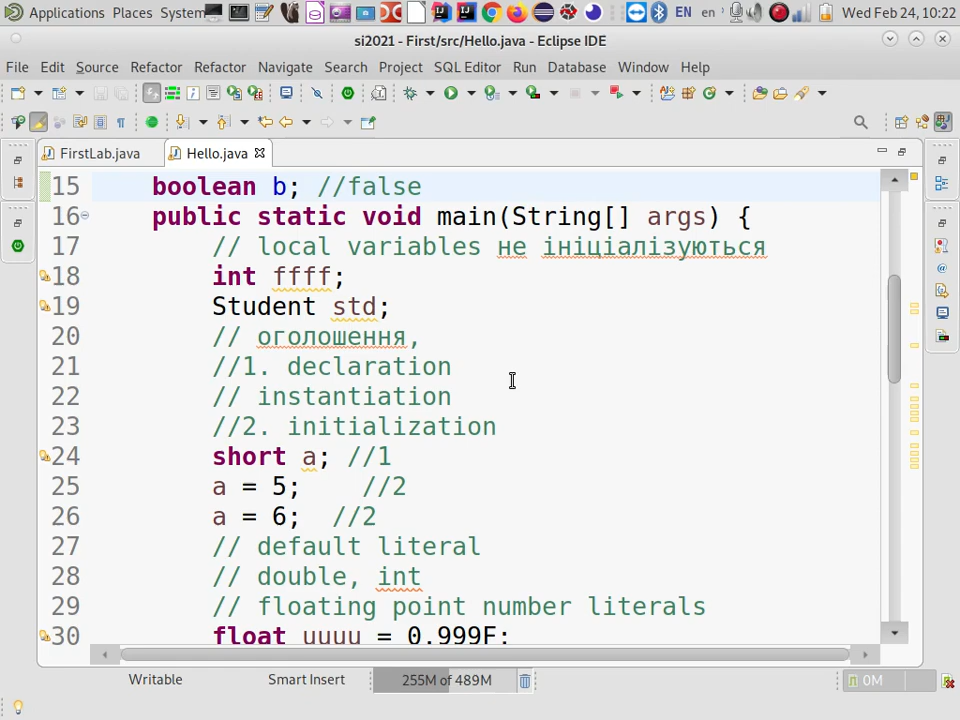 Applications Places System EN en Wed Feb 24, 10:22
si2021 - First/src/Hello.java - Eclipse IDE
File Edit Source Refactor Refactor Navigate Search Project SQL Editor Run Database Window Help
FirstLab.java Hello.java
15 boolean b; //false
16 public static void main(String[] args) {
17 // local variables не ініціалізуються
18 int ffff;
19 Student std;
20 // оголошення,
21 //1. declaration
22 // instantiation
23 //2. initialization
24 short a; //1
25 a = 5; //2
26 a = 6; //2
27 // default literal
28 // double, int
29 // floating point number literals
30 float uuuu = 0.999F;
Writable Smart Insert 255M of 489M 0M